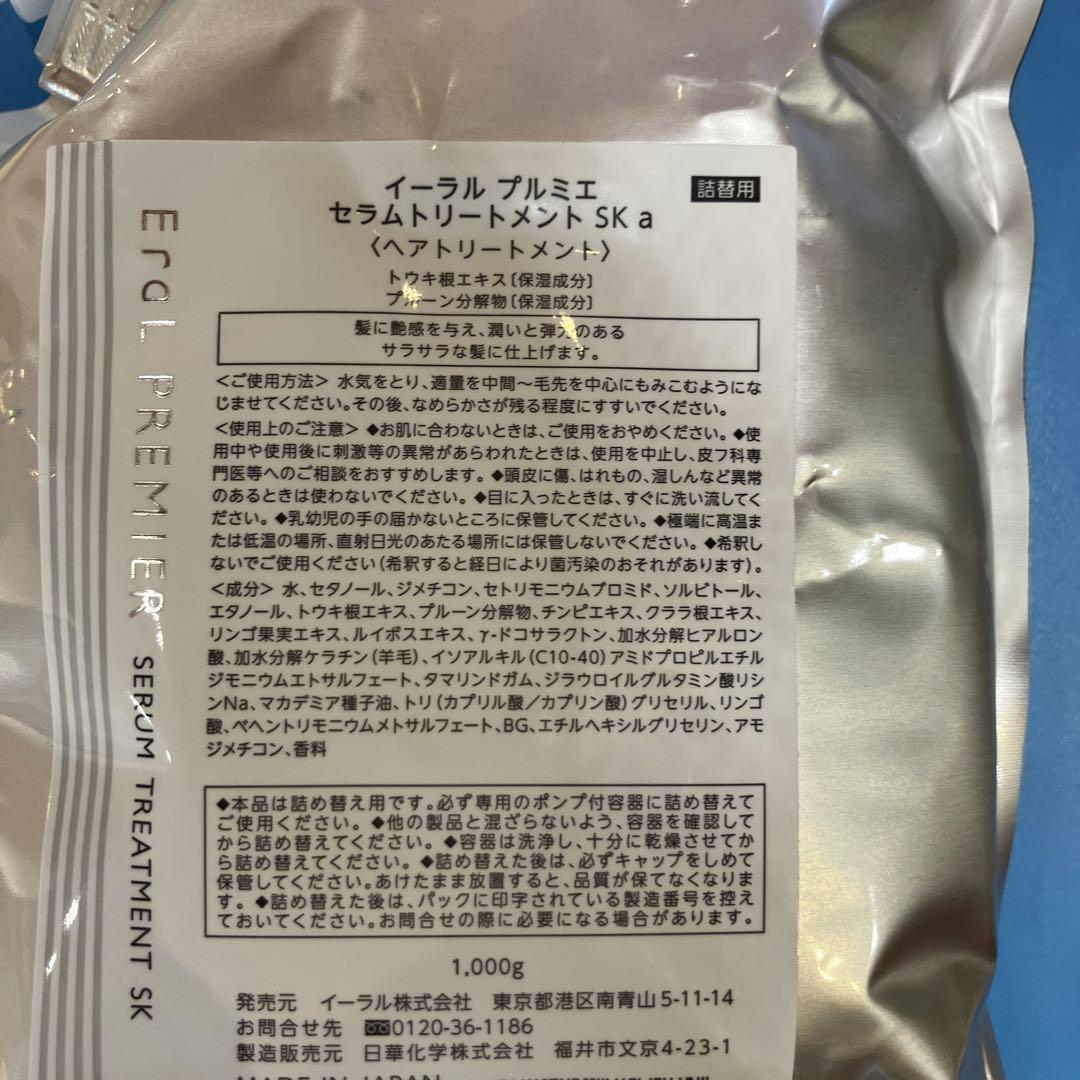 イーラル プルミエ
詰替用
セラムトリートメント SK a
〈ヘアトリートメント〉
トウキ根エキス〔保湿成分〕
プルーン分解物〔保湿成分〕
髪に艶感を与え、潤いと弾力のある
サラサラな髪に仕上げます。
<ご使用方法> 水気をとり、適量を中間～毛先を中心にもみこむようにな
じませてください。その後、なめらかさが残る程度にすすいでください。
<使用上のご注意> ◆お肌に合わないときは、ご使用をおやめください。◆使
用中や使用後に刺激等の異常があらわれたときは、使用を中止し、皮フ科専
門医等へのご相談をおすすめします。◆頭皮に傷、はれもの、湿しんなど異常
のあるときは使わないでください。◆目に入ったときは、すぐに洗い流してく
ださい。◆乳幼児の手の届かないところに保管してください。◆極端に高温ま
たは低温の場所、直射日光のあたる場所には保管しないでください。◆希釈し
ないでご使用ください(希釈すると経日により菌汚染のおそれがあります)。
<成分> 水、セタノール、ジメチコン、セトリモニウムブロミド、ソルビトール、
エタノール、トウキ根エキス、プルーン分解物、チンピエキス、クララ根エキス、
リンゴ果実エキス、ルイボスエキス、γ-ドコサラクトン、加水分解ヒアルロン
酸、加水分解ケラチン(羊毛)、イソアルキル(C10-40)アミドプロピルエチル
ジモニウムエトサルフェート、タマリンドガム、ジラウロイルグルタミン酸リシ
ンNa、マカデミア種子油、トリ(カプリル酸/カプリン酸)グリセリル、リンゴ
酸、ベヘントリモニウムメトサルフェート、BG、エチルヘキシルグリセリン、アモ
ジメチコン、香料
◆本品は詰め替え用です。必ず専用のポンプ付容器に詰め替えて
ご使用ください。◆他の製品と混ざらないよう、容器を確認して
から詰め替えてください。◆容器は洗浄し、十分に乾燥させてか
ら詰め替えてください。◆詰め替えた後は、必ずキャップをしめて
保管してください。あけたまま放置すると、品質が保てなくなりま
す。◆詰め替えた後は、パックに印字されている製造番号を控え
ておいてください。お問合せの際に必要になる場合があります。
1,000g
発売元 イーラル株式会社 東京都港区南青山5-11-14
お問合せ先 0120-36-1186
製造販売元 日華化学株式会社 福井市文京4-23-1
MADE IN JAPAN
EraL PREMIER SERUM TREATMENT SK